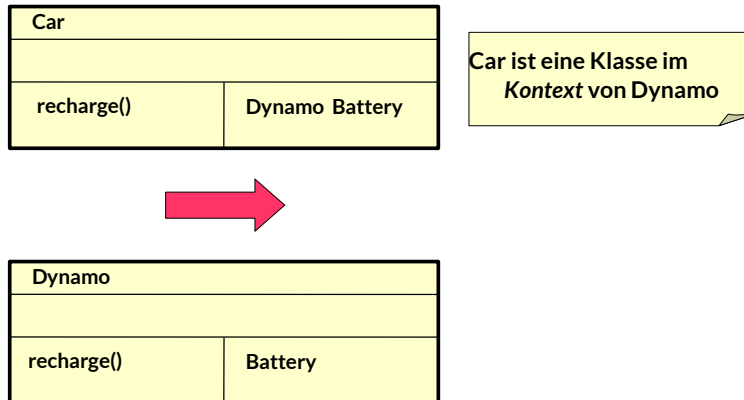 Car
Car ist eine Klasse im
Kontext von Dynamo
recharge()
Dynamo Battery
Dynamo
recharge()
Battery